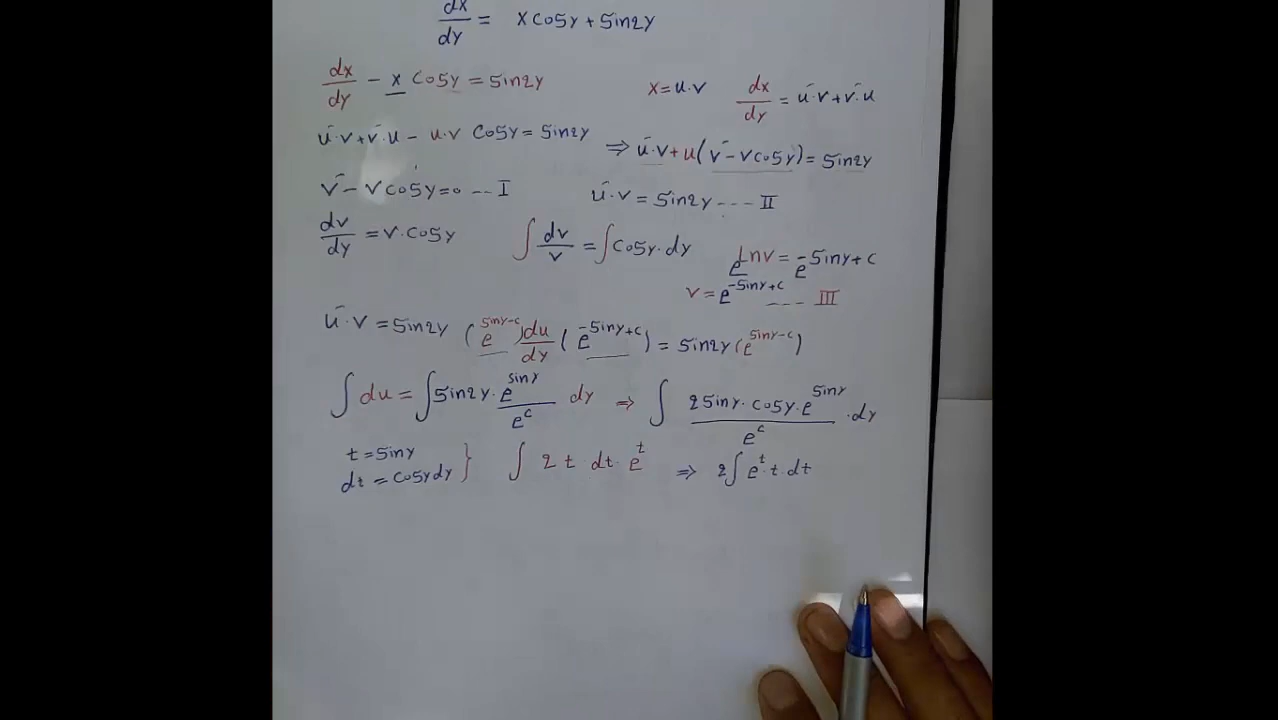 dx/dy = x cosy + sin2y
dx/dy - x cosy = sin2y    x = u·v    dx/dy = u̅·v + v̅·u
u̅·v + v̅·u - u·v cosy = sin2y ⇒ u̅·v + u(v̅ - v cosy) = sin2y
v̅ - v cosy = 0 -- I    u̅·v = sin2y --- II
dv/dy = v·cosy    ∫ dv/v = ∫ cosy·dy    e^Lnv = e^-siny+c
v = e^-siny+c --- III
u̅·v = sin2y (e^siny-c) du/dy (e^-siny+c) = sin2y (e^siny-c)
∫ du = ∫ sin2y · e^siny/e^c dy ⇒ ∫ 2siny·cosy·e^siny/e^c · dy
t = siny
dt = cosy dy } ∫ 2 t · dt · e^t ⇒ 2∫ e^t · t · dt